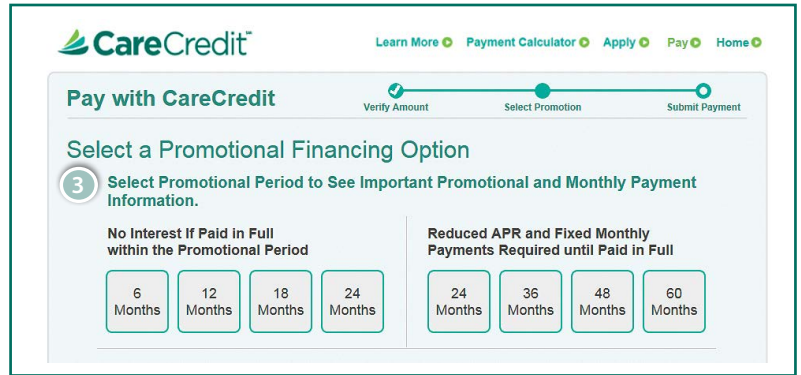 CareCredit℠
Learn More Payment Calculator Apply Pay Home
Pay with CareCredit
Verify Amount Select Promotion Submit Payment
Select a Promotional Financing Option
3 Select Promotional Period to See Important Promotional and Monthly Payment
Information.
No Interest If Paid in Full
within the Promotional Period
6 Months
12 Months
18 Months
24 Months
Reduced APR and Fixed Monthly
Payments Required until Paid in Full
24 Months
36 Months
48 Months
60 Months